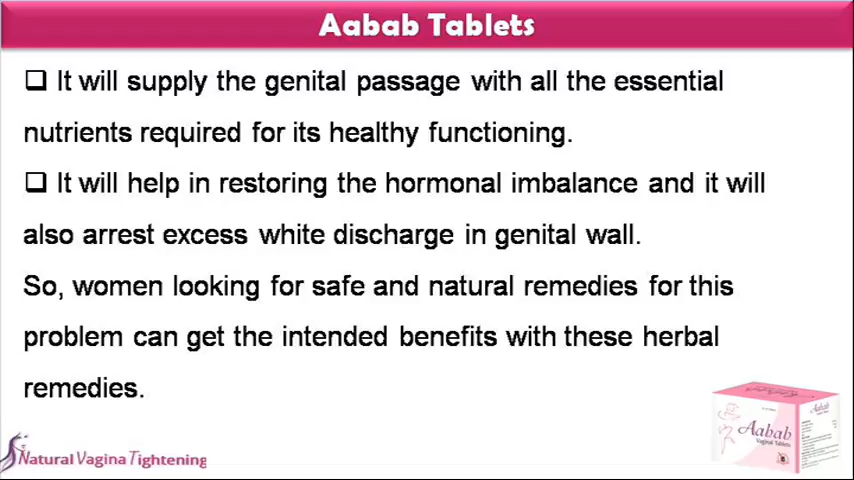 Aabab Tablets
❑ It will supply the genital passage with all the essential
nutrients required for its healthy functioning.
❑ It will help in restoring the hormonal imbalance and it will
also arrest excess white discharge in genital wall.
So, women looking for safe and natural remedies for this
problem can get the intended benefits with these herbal
remedies.
Aabab
Aabab
Vaginal Tablets
Natural Vagina Tightening